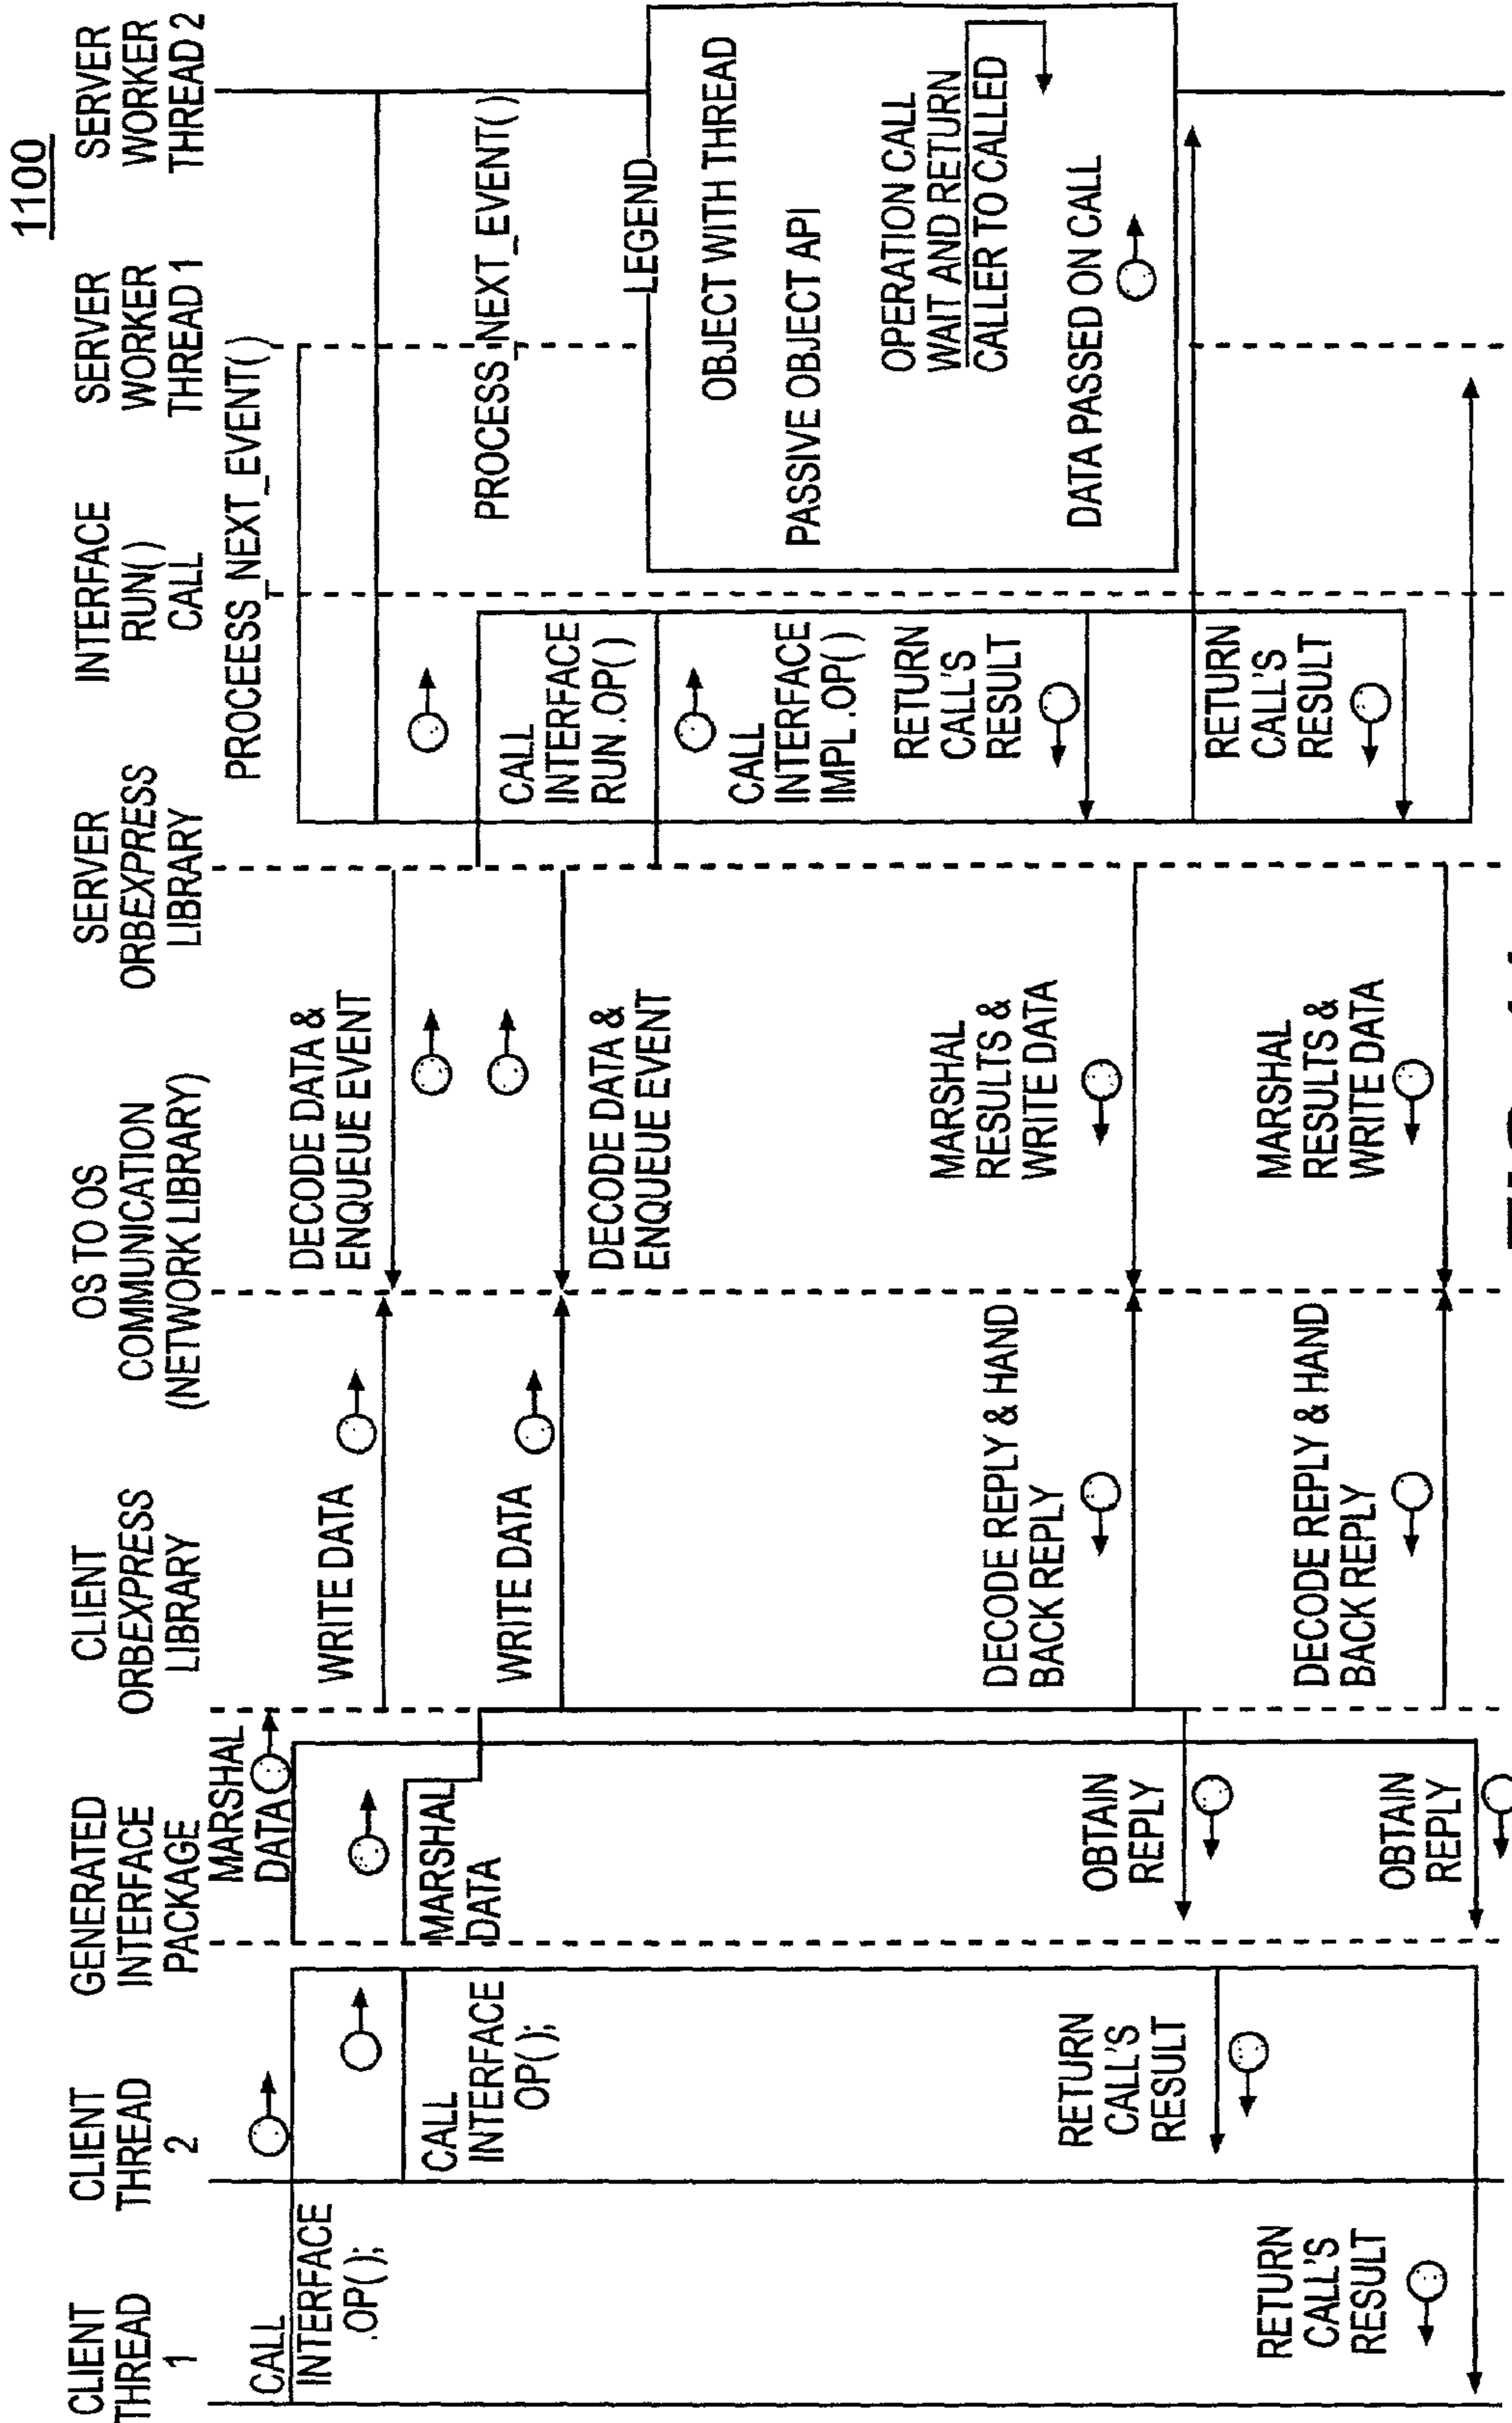 1100
CLIENT
THREAD
1
CLIENT
THREAD
2
GENERATED
INTERFACE
PACKAGE
CLIENT
ORBEXPRESS
LIBRARY
OS TO OS
COMMUNICATION
(NETWORK LIBRARY)
SERVER
ORBEXPRESS
LIBRARY
INTERFACE
RUN( )
CALL
SERVER
WORKER
THREAD 1
SERVER
WORKER
THREAD 2
CALL
INTERFACE
.OP( );
CALL
INTERFACE
OP( );
MARSHAL
DATA
MARSHAL
DATA
WRITE DATA
WRITE DATA
DECODE DATA &
ENQUEUE EVENT
DECODE DATA &
ENQUEUE EVENT
PROCEESS_NEXT_EVENT( )
PROCESS_NEXT_EVENT( )
CALL
INTERFACE
RUN .OP( )
CALL
INTERFACE
IMPL .OP( )
RETURN
CALL'S
RESULT
RETURN
CALL'S
RESULT
MARSHAL
RESULTS &
WRITE DATA
MARSHAL
RESULTS &
WRITE DATA
DECODE REPLY & HAND
BACK REPLY
DECODE REPLY & HAND
BACK REPLY
OBTAIN
REPLY
OBTAIN
REPLY
RETURN
CALL'S
RESULT
RETURN
CALL'S
RESULT
LEGEND
OBJECT WITH THREAD
PASSIVE OBJECT API
OPERATION CALL
WAIT AND RETURN
CALLER TO CALLED
DATA PASSED ON CALL